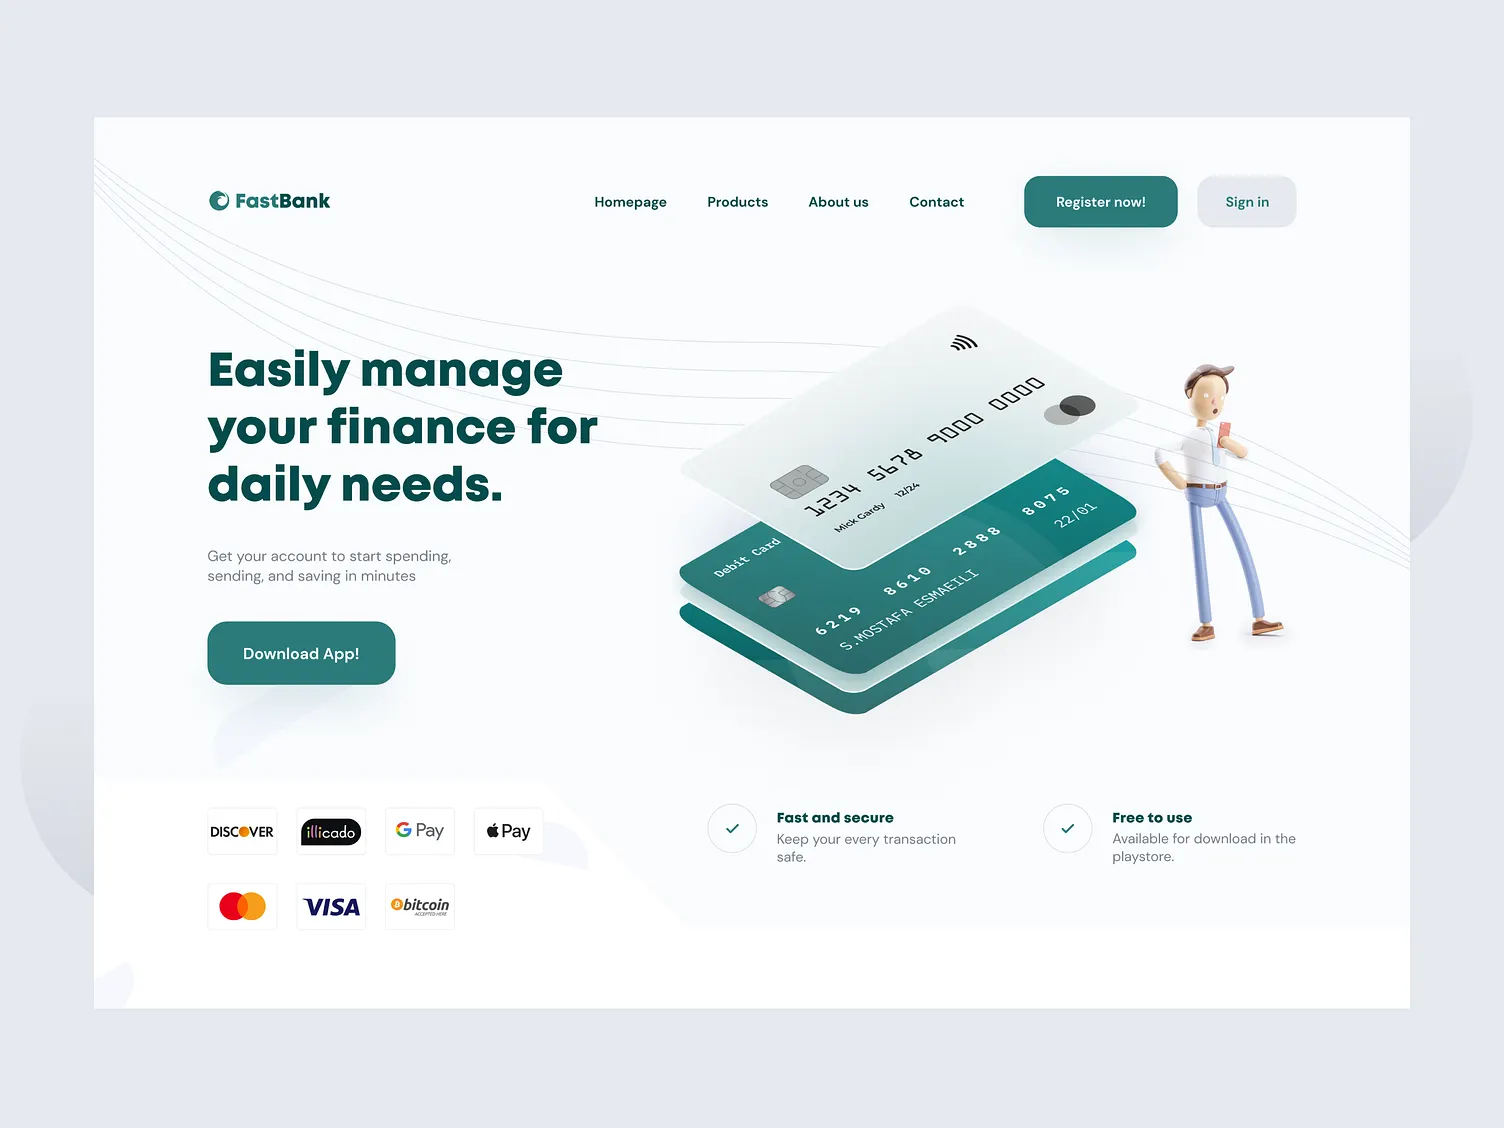 FastBank
Homepage
Products
About us
Contact
Register now!
Sign in
Easily manage
your finance for
daily needs.
Get your account to start spending,
sending, and saving in minutes
Download App!
1234 5678 9000 0000
Mick Gardy 12/24
Debit Card
6219 8610 2888 8075
22/01
S.MOSTAFA ESMAEILI
DISCOVER
illicado
G Pay
Pay
VISA
bitcoin
ACCEPTED HERE
Fast and secure
Keep your every transaction
safe.
Free to use
Available for download in the
playstore.